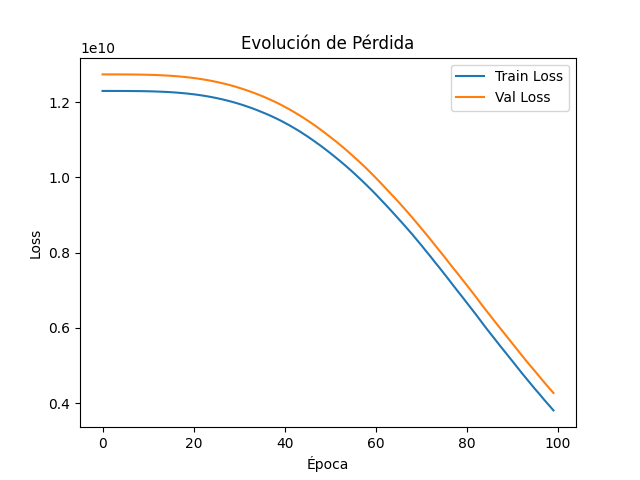 Evolución de Pérdida
1e10
Train Loss
Val Loss
1.2
1.0
0.8
0.6
0.4
Loss
0 20 40 60 80 100
Época